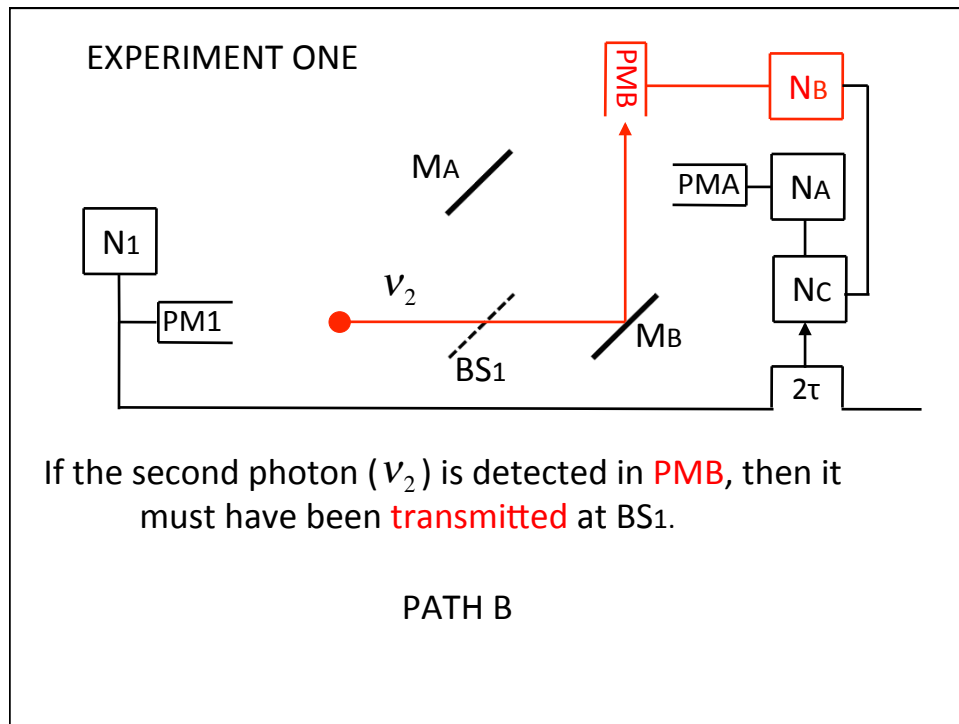 EXPERIMENT ONE
PMB
NB
MA
PMA
NA
N1
ν2
NC
PM1
MB
BS1
2τ
If the second photon (ν2) is detected in PMB, then it
must have been transmitted at BS1.
PATH B